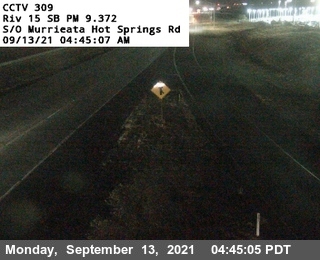 CCTV 309
Riv 15 SB PM 9.372
S/O Murrieata Hot Springs Rd
09/13/21 04:45:07 AM
Monday, September 13, 2021 04:45:05 PDT